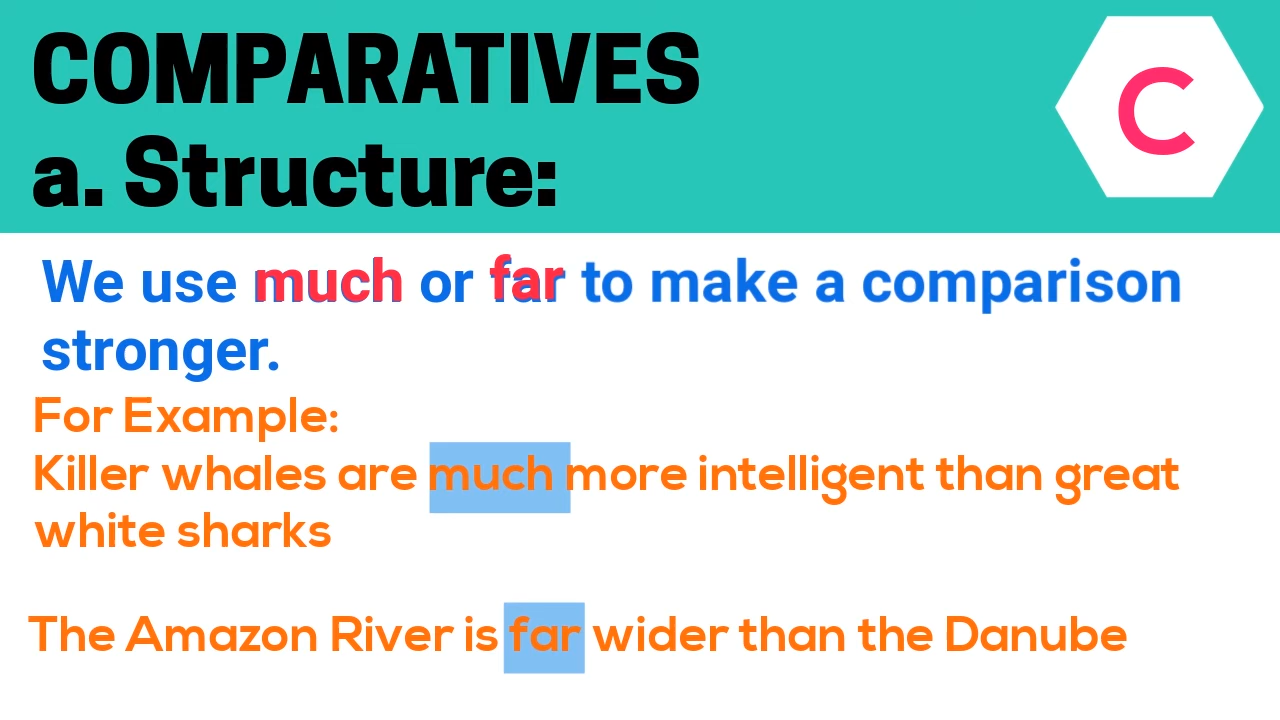 COMPARATIVES
a. Structure:
C
We use much or far to make a comparison
stronger.
For Example:
Killer whales are much more intelligent than great
white sharks
The Amazon River is far wider than the Danube